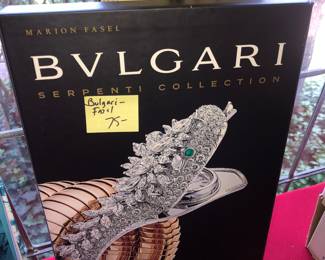 MARION FASEL
BVLGARI
SERPENTI COLLECTION
Bulgari -
Fasel
75-